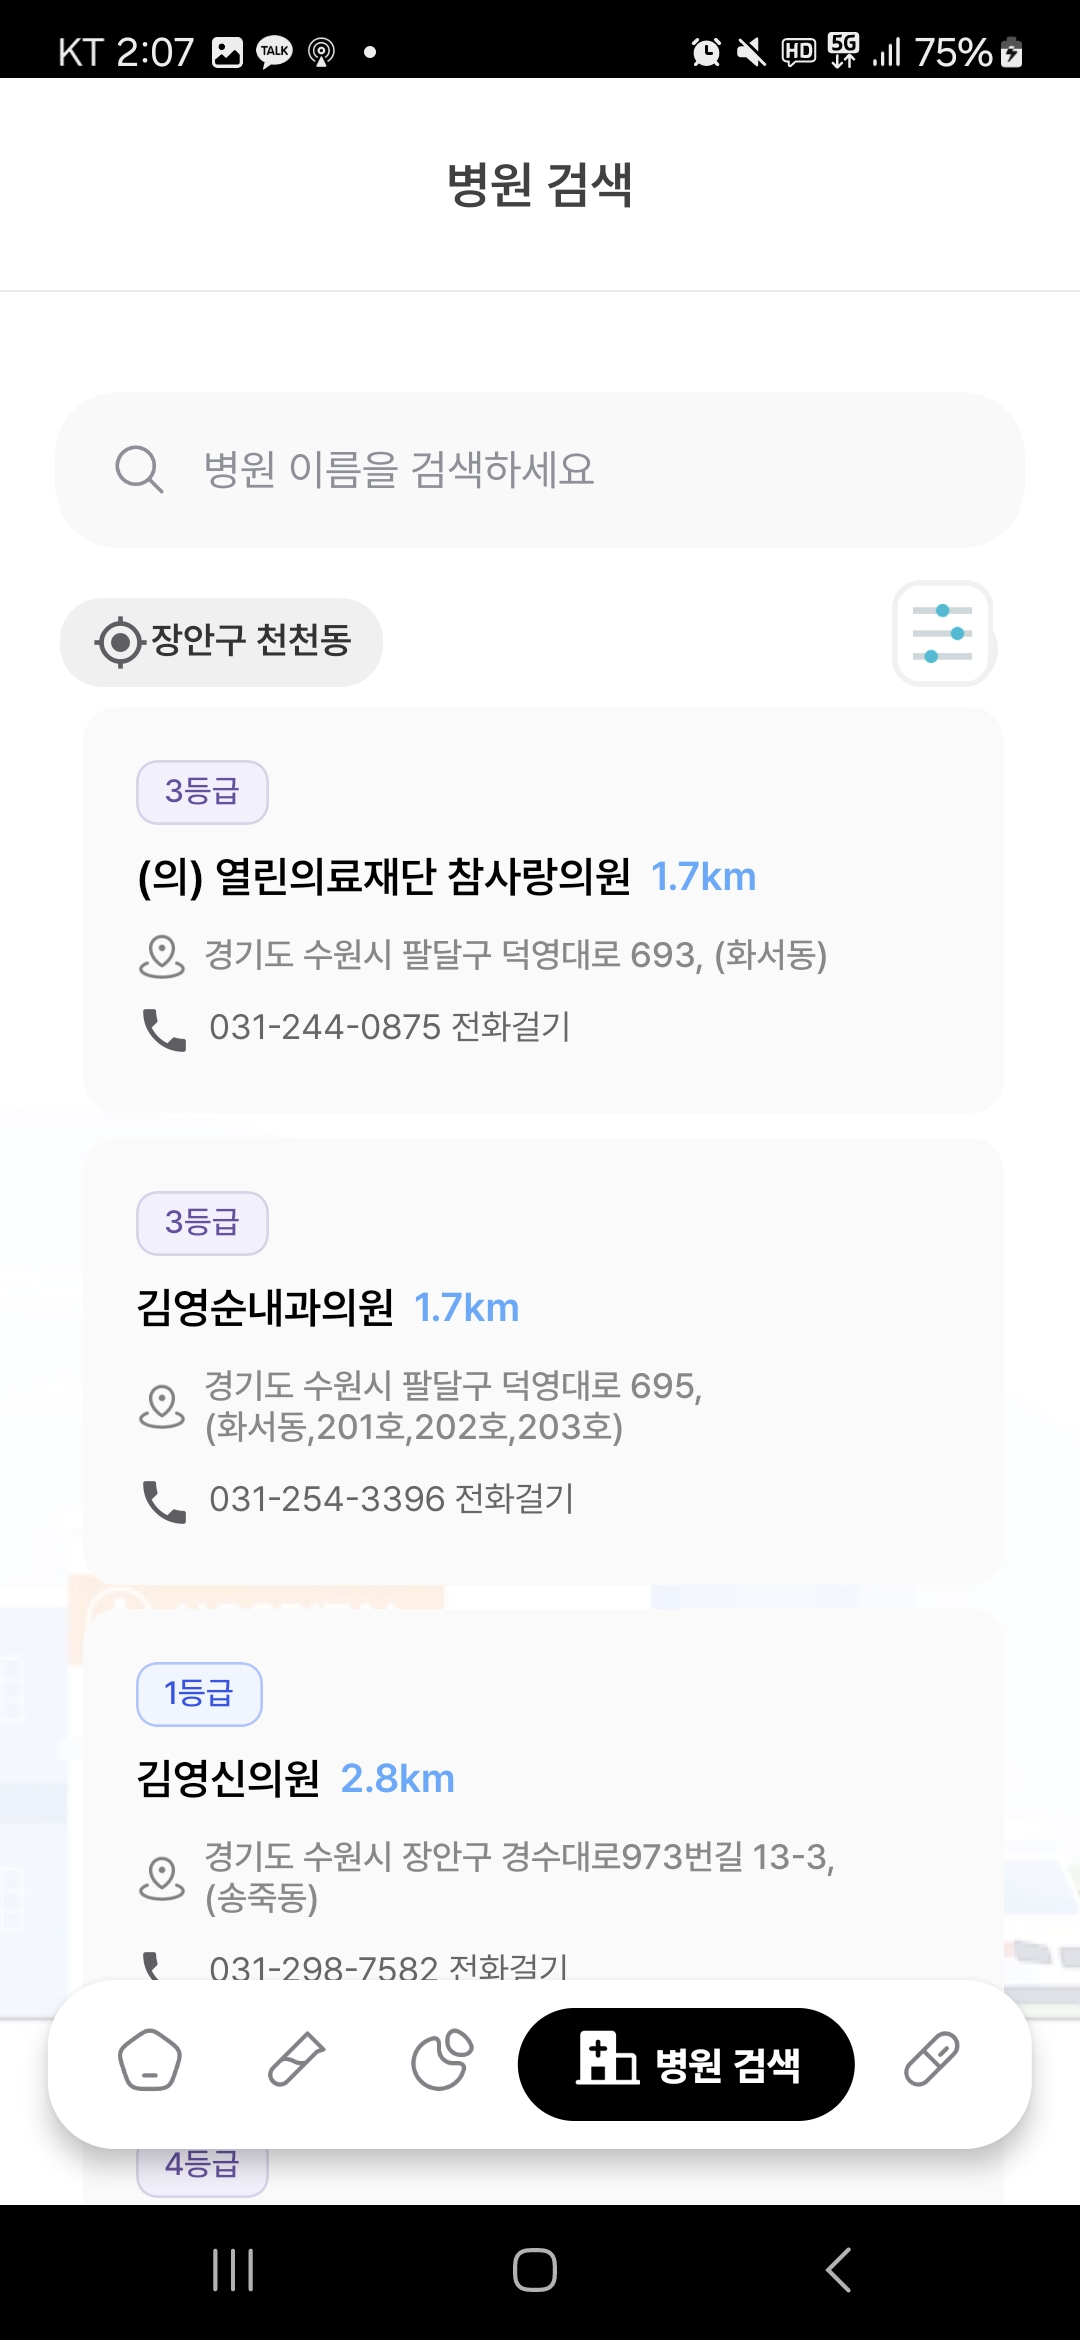 KT 2:07 TALK HD 5G 75%
병원 검색
병원 이름을 검색하세요
장안구 천천동
3등급
(의) 열린의료재단 참사랑의원 1.7km
경기도 수원시 팔달구 덕영대로 693, (화서동)
031-244-0875 전화걸기
3등급
김영순내과의원 1.7km
경기도 수원시 팔달구 덕영대로 695,
(화서동,201호,202호,203호)
031-254-3396 전화걸기
1등급
김영신의원 2.8km
경기도 수원시 장안구 경수대로973번길 13-3,
(송죽동)
031-298-7582 전화걸기
병원 검색
4등급